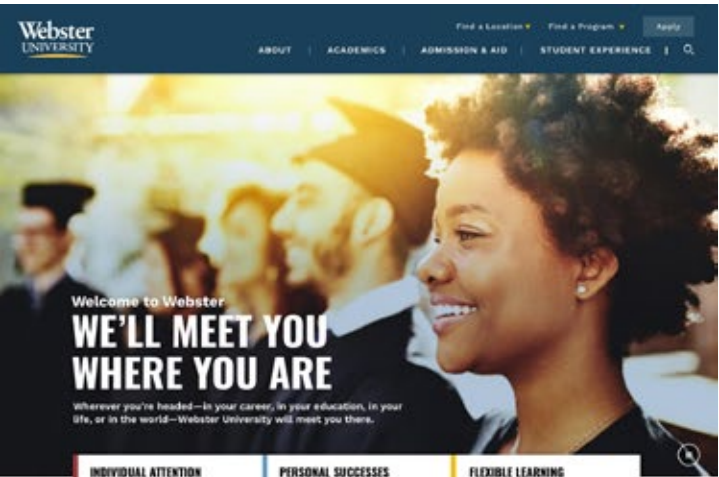 Webster
UNIVERSITY
Find a Location
Find a Program
Apply
ABOUT
ACADEMICS
ADMISSION & AID
STUDENT EXPERIENCE
Welcome to Webster
WE'LL MEET YOU
WHERE YOU ARE
Wherever you're headed—in your career, in your education, in your
life, or in the world—Webster University will meet you there.
INDIVIDUAL ATTENTION
PERSONAL SUCCESSES
FLEXIBLE LEARNING